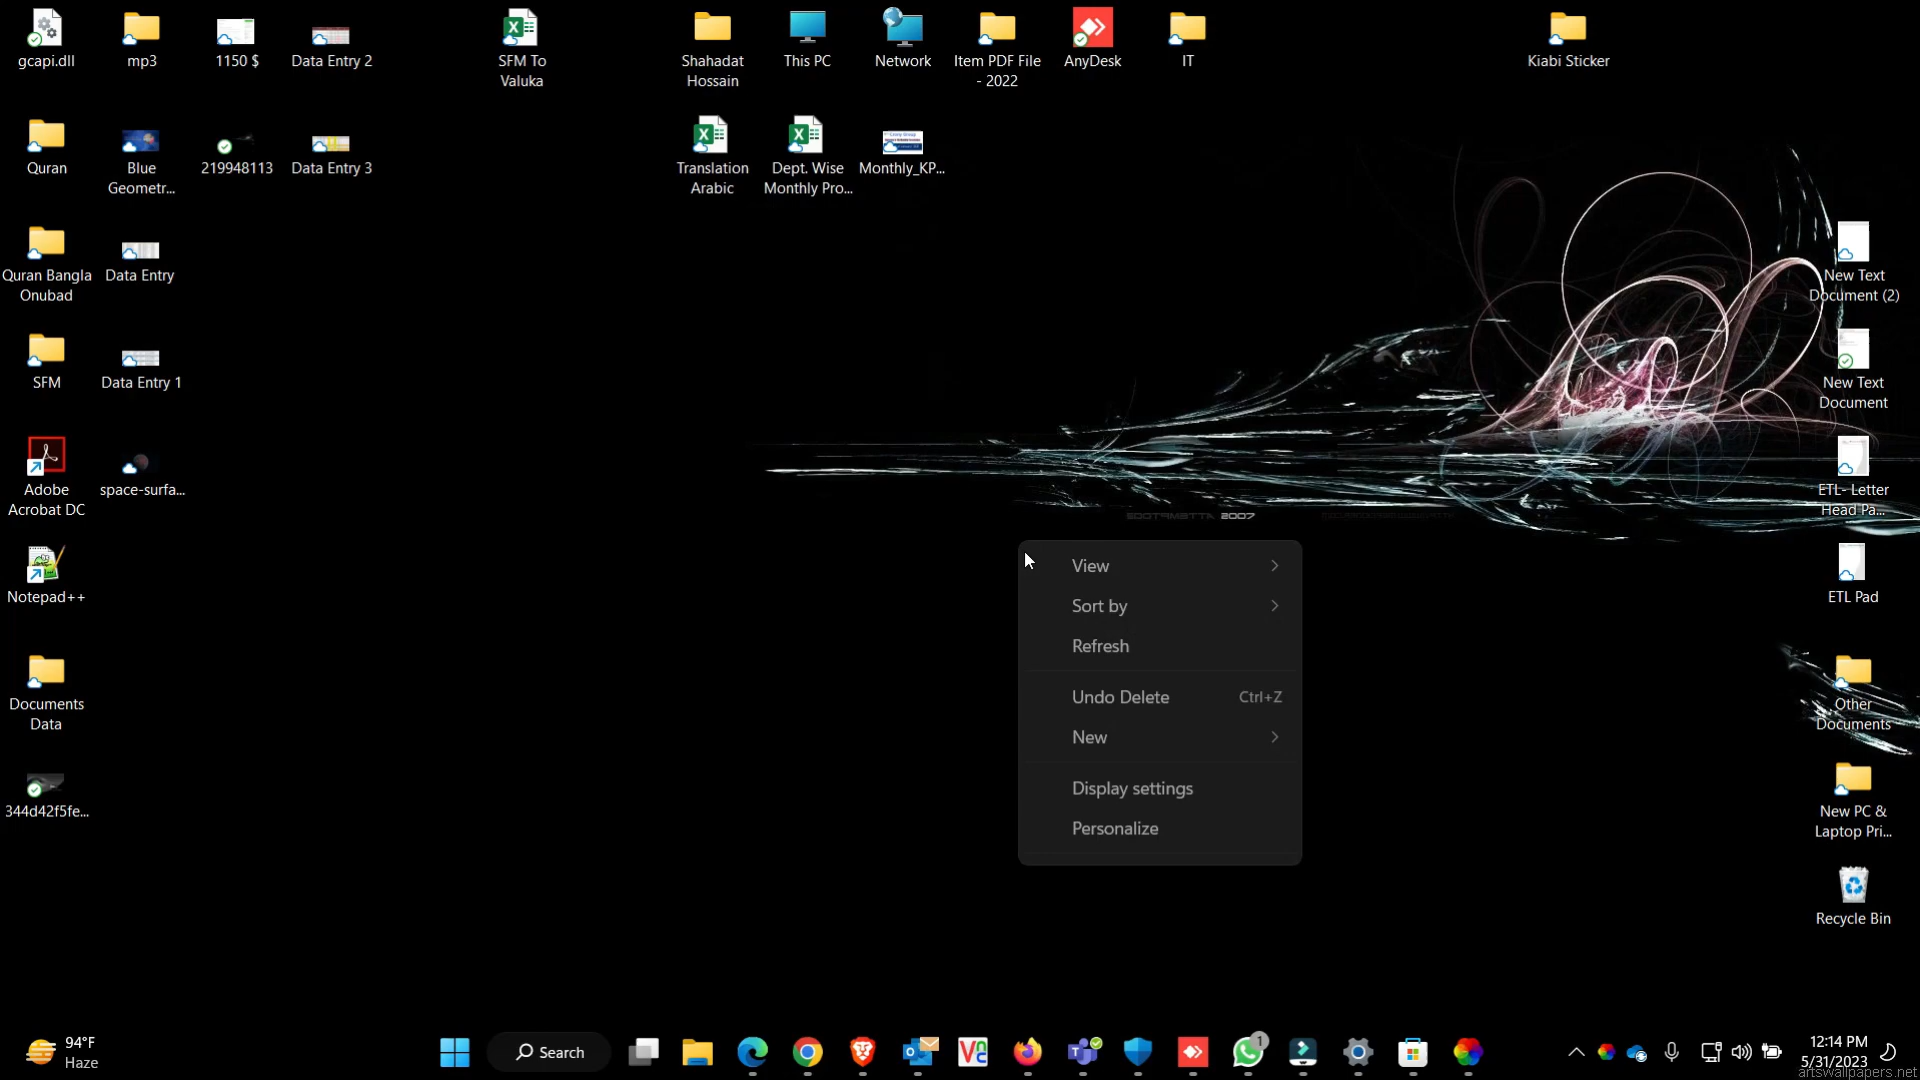 gcapi.dll
mp3
1150 $
Data Entry 2
SFM To
Valuka
Shahadat
Hossain
This PC
Network
Item PDF File
- 2022
AnyDesk
IT
Kiabi Sticker
Quran
Blue
Geometr...
219948113
Data Entry 3
Translation
Arabic
Dept. Wise
Monthly Pro...
Monthly_KP...
Quran Bangla
Onubad
Data Entry
New Text
Document (2)
SFM
Data Entry 1
New Text
Document
Adobe
Acrobat DC
space-surfa...
ETL- Letter
Head Pa...
2007
Notepad++
ETL Pad
View
Sort by
Refresh
Undo Delete Ctrl+Z
New
Display settings
Personalize
Documents
Data
Other
Documents
344d42f5fe...
New PC &
Laptop Pri...
Recycle Bin
94°F
Haze
Search
1
12:14 PM
5/31/2023
artswallpapers.net